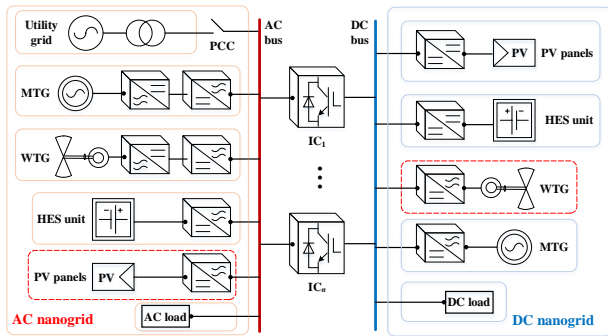 Utility
grid
PCC
AC
bus
DC
bus
PV
PV panels
MTG
IC1
HES unit
WTG
WTG
HES unit
MTG
PV panels
PV
ICn
AC load
DC load
AC nanogrid
DC nanogrid